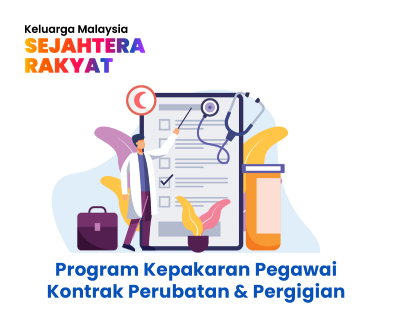 Keluarga Malaysia
SEJAHTERA
RAKYAT
Program Kepakaran Pegawai
Kontrak Perubatan & Pergigian